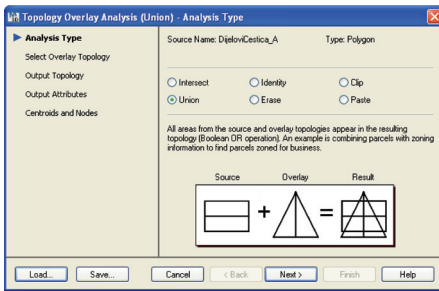 Topology Overlay Analysis (Union) - Analysis Type
Analysis Type
Select Overlay Topology
Output Topology
Output Attributes
Centroids and Nodes
Source Name: DijeloviCestica_A Type: Polygon
Intersect Identity Clip
Union Erase Paste
All areas from the source and overlay topologies appear in the resulting
topology (Boolean OR operation). An example is combining parcels with zoning
information to find parcels zoned for business.
Source Overlay Result
+ =
Load... Save... Cancel < Back Next > Finish Help